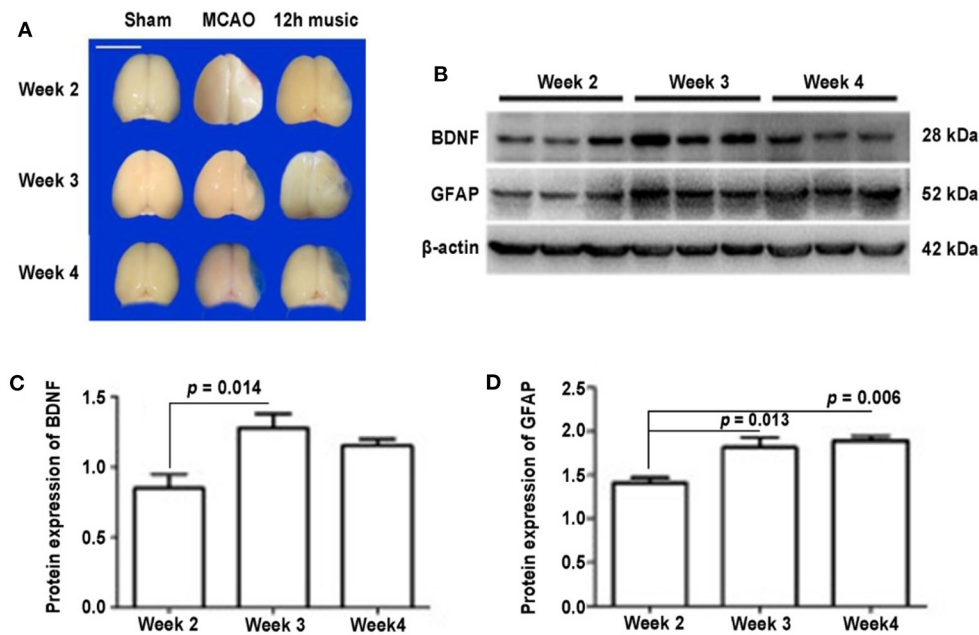 A
Sham MCAO 12h music
Week 2
Week 3
Week 4
B
Week 2 Week 3 Week 4
BDNF 28 kDa
GFAP 52 kDa
β-actin 42 kDa
C
Protein expression of BDNF
1.5
1.0
0.5
0.0
p = 0.014
Week 2 Week 3 Week4
D
Protein expression of GFAP
2.5
2.0
1.5
1.0
0.5
0.0
p = 0.006
p = 0.013
Week 2 Week 3 Week4